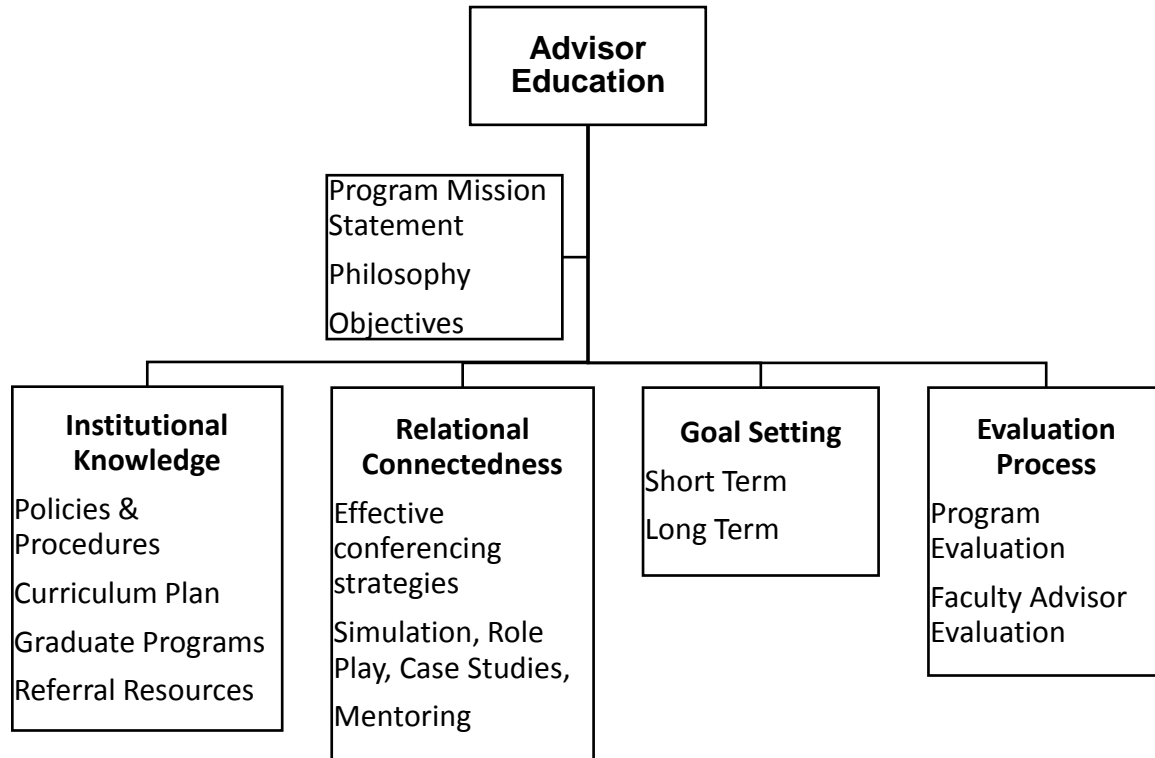 Advisor
Education
Program Mission
Statement
Philosophy
Objectives
Institutional
Knowledge
Policies &
Procedures
Curriculum Plan
Graduate Programs
Referral Resources
Relational
Connectedness
Effective
conferencing
strategies
Simulation, Role
Play, Case Studies,
Mentoring
Goal Setting
Short Term
Long Term
Evaluation
Process
Program
Evaluation
Faculty Advisor
Evaluation